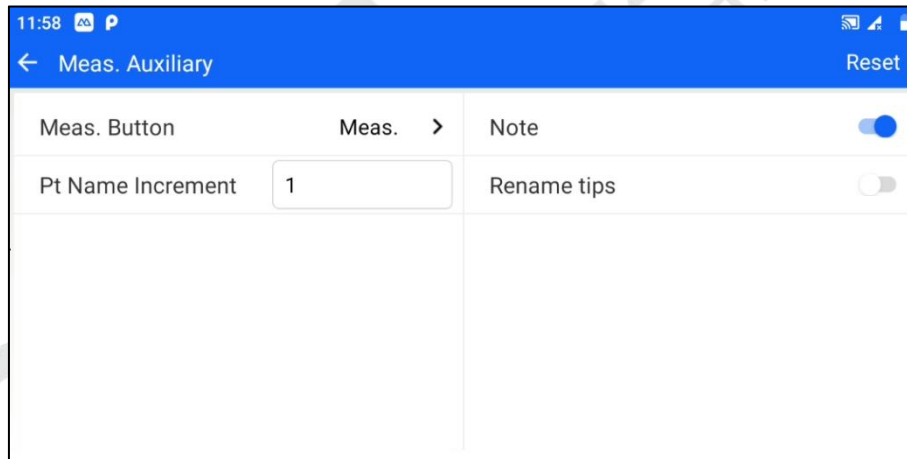 11:58
Meas. Auxiliary
Reset
Meas. Button Meas.
Note
Pt Name Increment 1
Rename tips